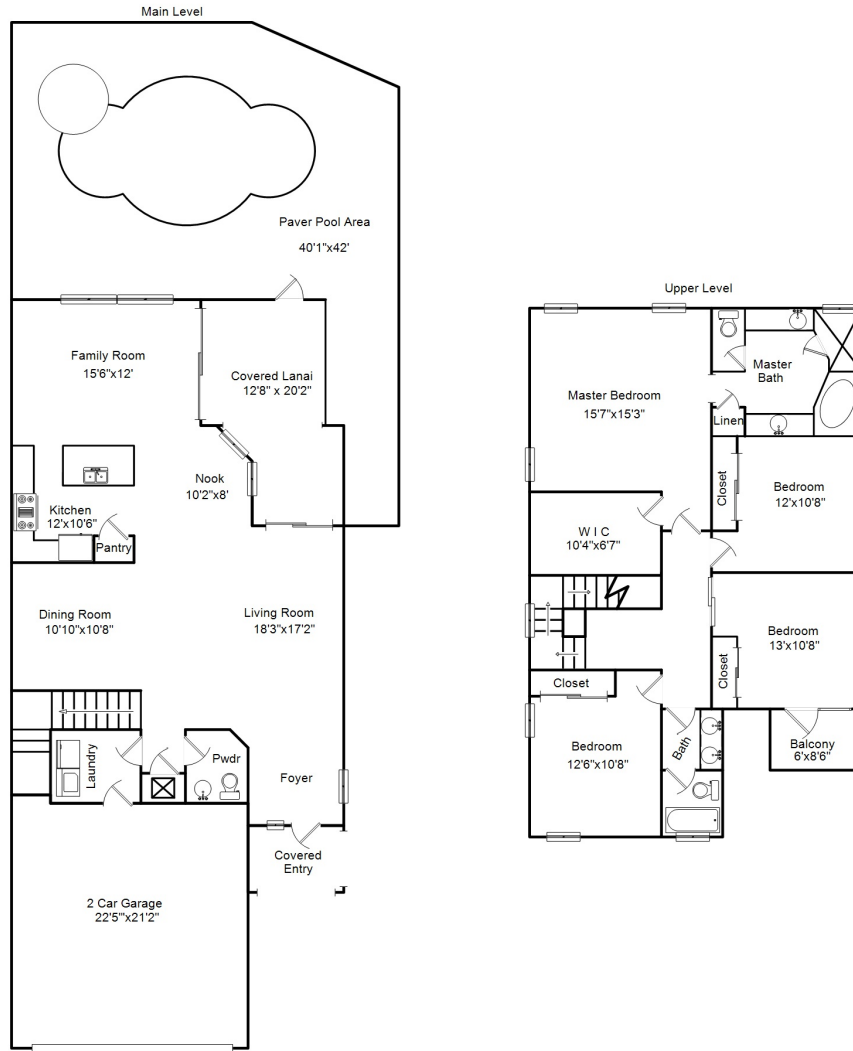 Main Level
Paver Pool Area
40'1"x42'
Family Room
15'6"x12'
Covered Lanai
12'8" x 20'2"
Nook
10'2"x8'
Kitchen
12'x10'6"
Pantry
Dining Room
10'10"x10'8"
Living Room
18'3"x17'2"
Laundry
Pwdr
Foyer
Covered
Entry
2 Car Garage
22'5"'x21'2"
Upper Level
Master Bedroom
15'7"x15'3"
Master
Bath
Linen
Closet
Bedroom
12'x10'8"
W I C
10'4"x6'7"
Bedroom
13'x10'8"
Closet
Closet
Bedroom
12'6"x10'8"
Bath
Balcony
6'x8'6"